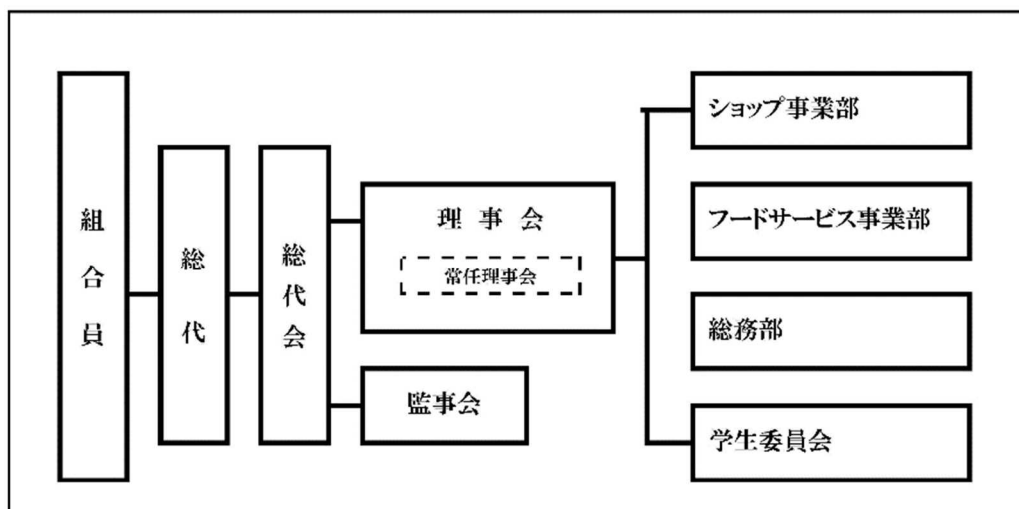 組合員
総代
総代会
理事会
常任理事会
監事会
ショップ事業部
フードサービス事業部
総務部
学生委員会